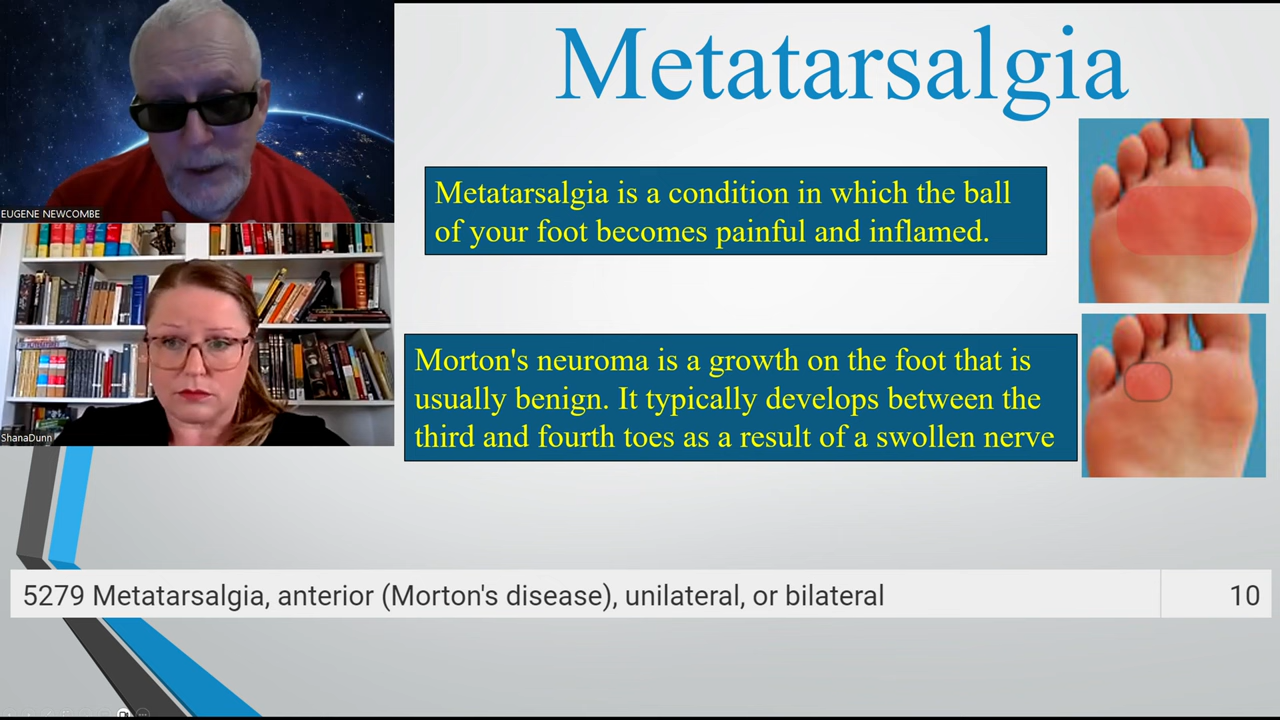 Metatarsalgia
EUGENE NEWCOMBE
Metatarsalgia is a condition in which the ball
of your foot becomes painful and inflamed.
ShanaDunn
Morton's neuroma is a growth on the foot that is
usually benign. It typically develops between the
third and fourth toes as a result of a swollen nerve
5279 Metatarsalgia, anterior (Morton's disease), unilateral, or bilateral 10